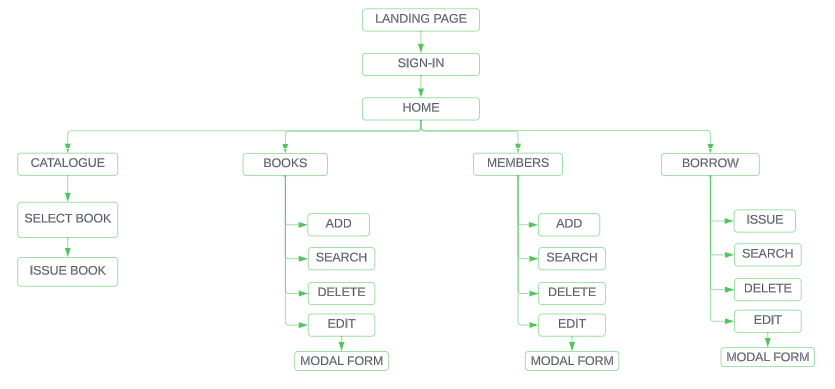 LANDING PAGE
SIGN-IN
HOME
CATALOGUE
BOOKS
MEMBERS
BORROW
SELECT BOOK
ISSUE BOOK
ADD
SEARCH
DELETE
EDIT
MODAL FORM
ADD
SEARCH
DELETE
EDIT
MODAL FORM
ISSUE
SEARCH
DELETE
EDIT
MODAL FORM